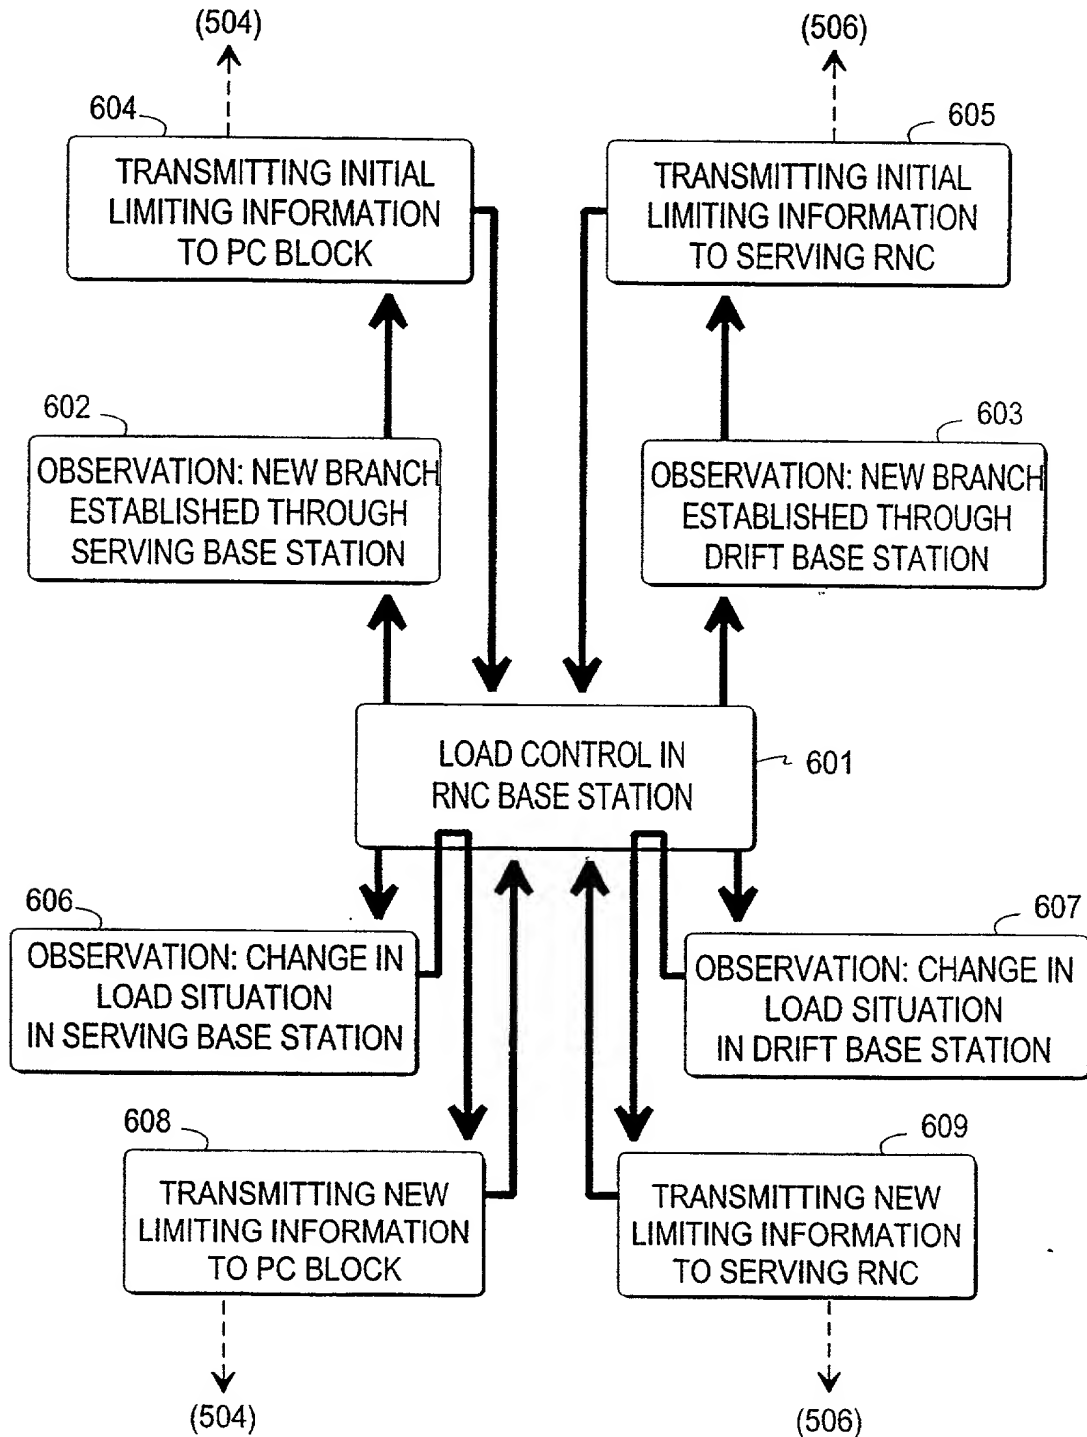 (504)
(506)
604
605
TRANSMITTING INITIAL
LIMITING INFORMATION
TO PC BLOCK
TRANSMITTING INITIAL
LIMITING INFORMATION
TO SERVING RNC
602
603
OBSERVATION: NEW BRANCH
ESTABLISHED THROUGH
SERVING BASE STATION
OBSERVATION: NEW BRANCH
ESTABLISHED THROUGH
DRIFT BASE STATION
LOAD CONTROL IN
RNC BASE STATION
601
606
607
OBSERVATION: CHANGE IN
LOAD SITUATION
IN SERVING BASE STATION
OBSERVATION: CHANGE IN
LOAD SITUATION
IN DRIFT BASE STATION
608
609
TRANSMITTING NEW
LIMITING INFORMATION
TO PC BLOCK
TRANSMITTING NEW
LIMITING INFORMATION
TO SERVING RNC
(504)
(506)